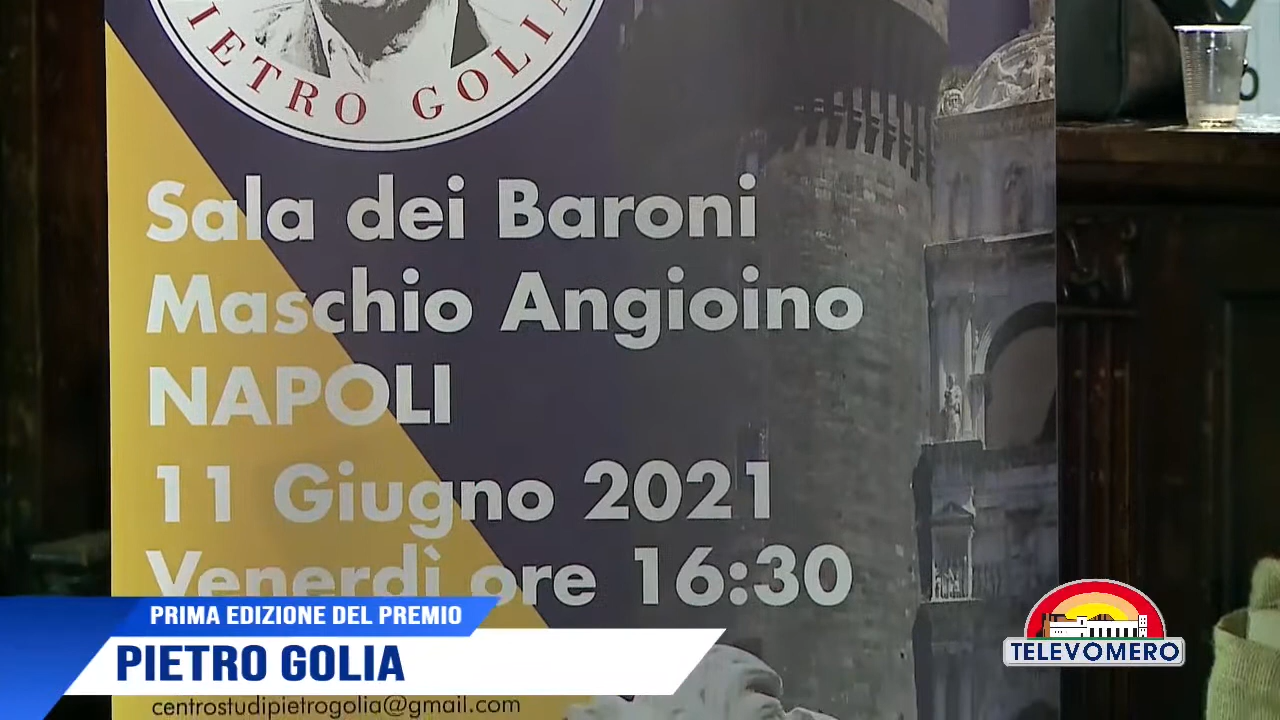 PIETRO GOLIA
Sala dei Baroni
Maschio Angioino
NAPOLI
11 Giugno 2021
Venerdì ore 16:30
PRIMA EDIZIONE DEL PREMIO
PIETRO GOLIA
TELEVOMERO
centrostudipietrogolia@gmail.com